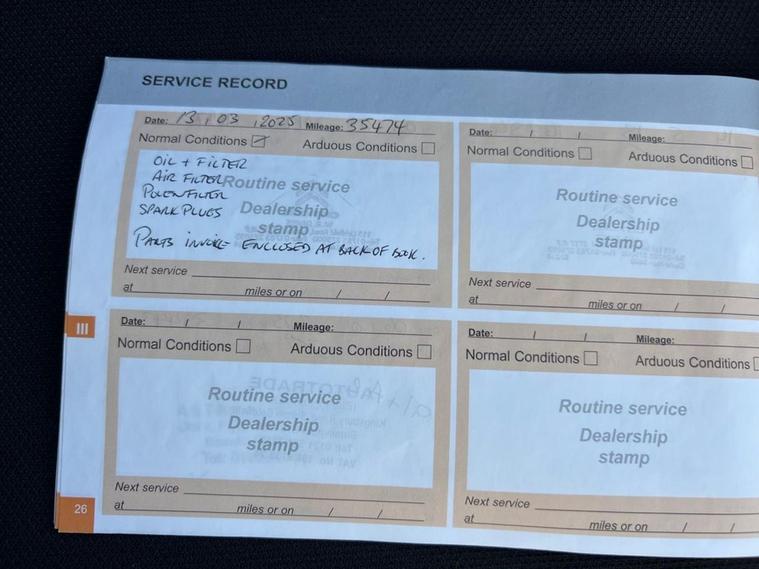 SERVICE RECORD
Date: 13 / 03 / 2025 Mileage: 35474
Normal Conditions ☑ Arduous Conditions ☐
OIL + FILTER
AIR FILTER
POLEN FILTER
SPARK PLUGS
Routine service
Dealership
stamp
PARTS INVOICE ENCLOSED AT BACK OF BOOK.
Next service
at miles or on / /
Date: / / Mileage:
Normal Conditions ☐ Arduous Conditions ☐
Routine service
Dealership
stamp
Next service
at miles or on / /
III
Date: / / Mileage:
Normal Conditions ☐ Arduous Conditions ☐
Routine service
Dealership
stamp
Next service
at miles or on / /
Date: / / Mileage:
Normal Conditions ☐ Arduous Conditions ☐
Routine service
Dealership
stamp
Next service
at miles or on / /
26